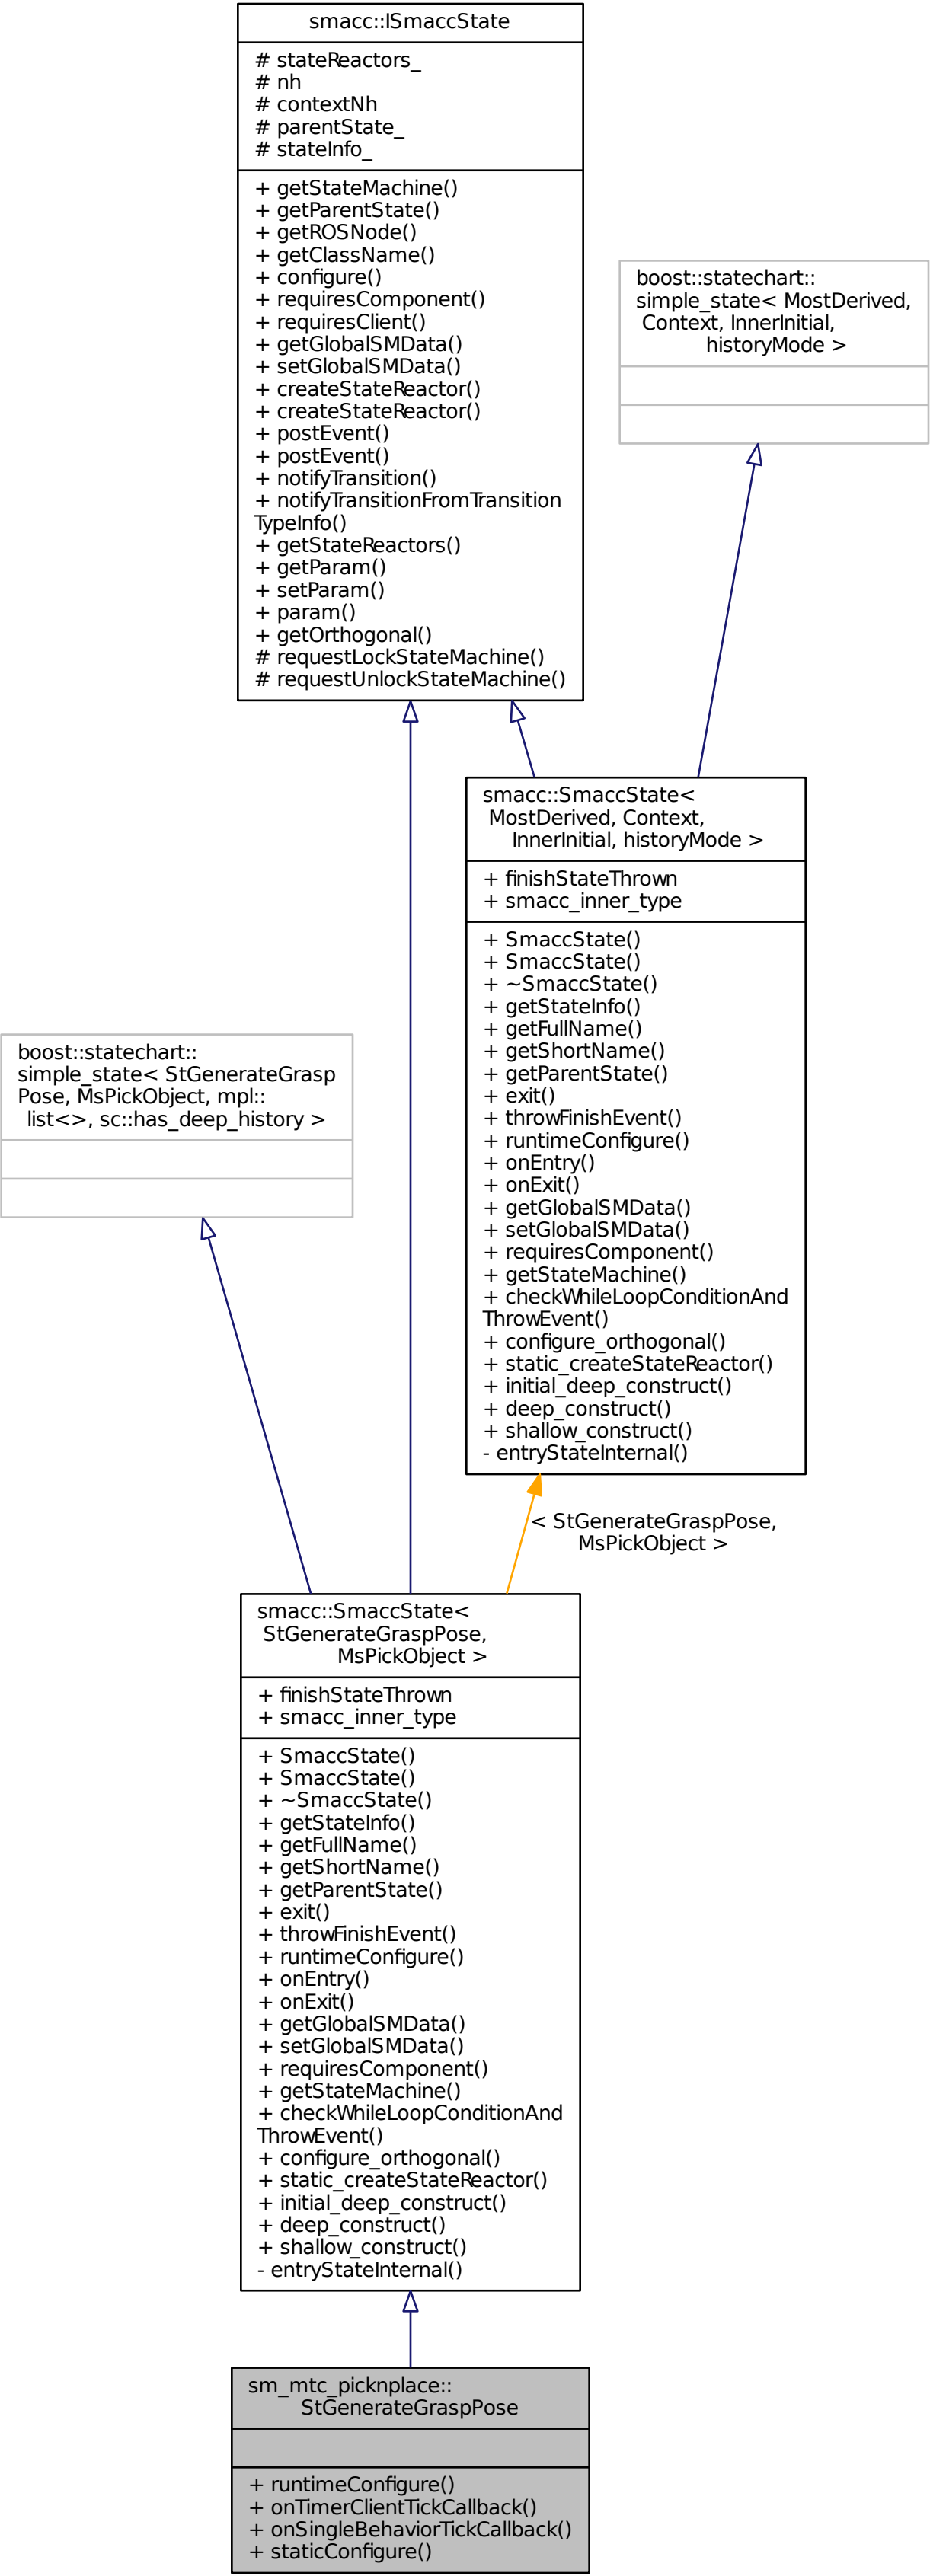 smacc::ISmaccState
# stateReactors_
# nh
# contextNh
# parentState_
# stateInfo_
+ getStateMachine()
+ getParentState()
+ getROSNode()
+ getClassName()
+ configure()
+ requiresComponent()
+ requiresClient()
+ getGlobalSMData()
+ setGlobalSMData()
+ createStateReactor()
+ createStateReactor()
+ postEvent()
+ postEvent()
+ notifyTransition()
+ notifyTransitionFromTransition
TypeInfo()
+ getStateReactors()
+ getParam()
+ setParam()
+ param()
+ getOrthogonal()
# requestLockStateMachine()
# requestUnlockStateMachine()
boost::statechart::
simple_state< MostDerived,
Context, InnerInitial,
historyMode >
smacc::SmaccState<
MostDerived, Context,
InnerInitial, historyMode >
+ finishStateThrown
+ smacc_inner_type
+ SmaccState()
+ SmaccState()
+ ~SmaccState()
+ getStateInfo()
+ getFullName()
+ getShortName()
+ getParentState()
+ exit()
+ throwFinishEvent()
+ runtimeConfigure()
+ onEntry()
+ onExit()
+ getGlobalSMData()
+ setGlobalSMData()
+ requiresComponent()
+ getStateMachine()
+ checkWhileLoopConditionAnd
ThrowEvent()
+ configure_orthogonal()
+ static_createStateReactor()
+ initial_deep_construct()
+ deep_construct()
+ shallow_construct()
- entryStateInternal()
boost::statechart::
simple_state< StGenerateGrasp
Pose, MsPickObject, mpl::
list<>, sc::has_deep_history >
< StGenerateGraspPose,
MsPickObject >
smacc::SmaccState<
StGenerateGraspPose,
MsPickObject >
+ finishStateThrown
+ smacc_inner_type
+ SmaccState()
+ SmaccState()
+ ~SmaccState()
+ getStateInfo()
+ getFullName()
+ getShortName()
+ getParentState()
+ exit()
+ throwFinishEvent()
+ runtimeConfigure()
+ onEntry()
+ onExit()
+ getGlobalSMData()
+ setGlobalSMData()
+ requiresComponent()
+ getStateMachine()
+ checkWhileLoopConditionAnd
ThrowEvent()
+ configure_orthogonal()
+ static_createStateReactor()
+ initial_deep_construct()
+ deep_construct()
+ shallow_construct()
- entryStateInternal()
sm_mtc_picknplace::
StGenerateGraspPose
+ runtimeConfigure()
+ onTimerClientTickCallback()
+ onSingleBehaviorTickCallback()
+ staticConfigure()